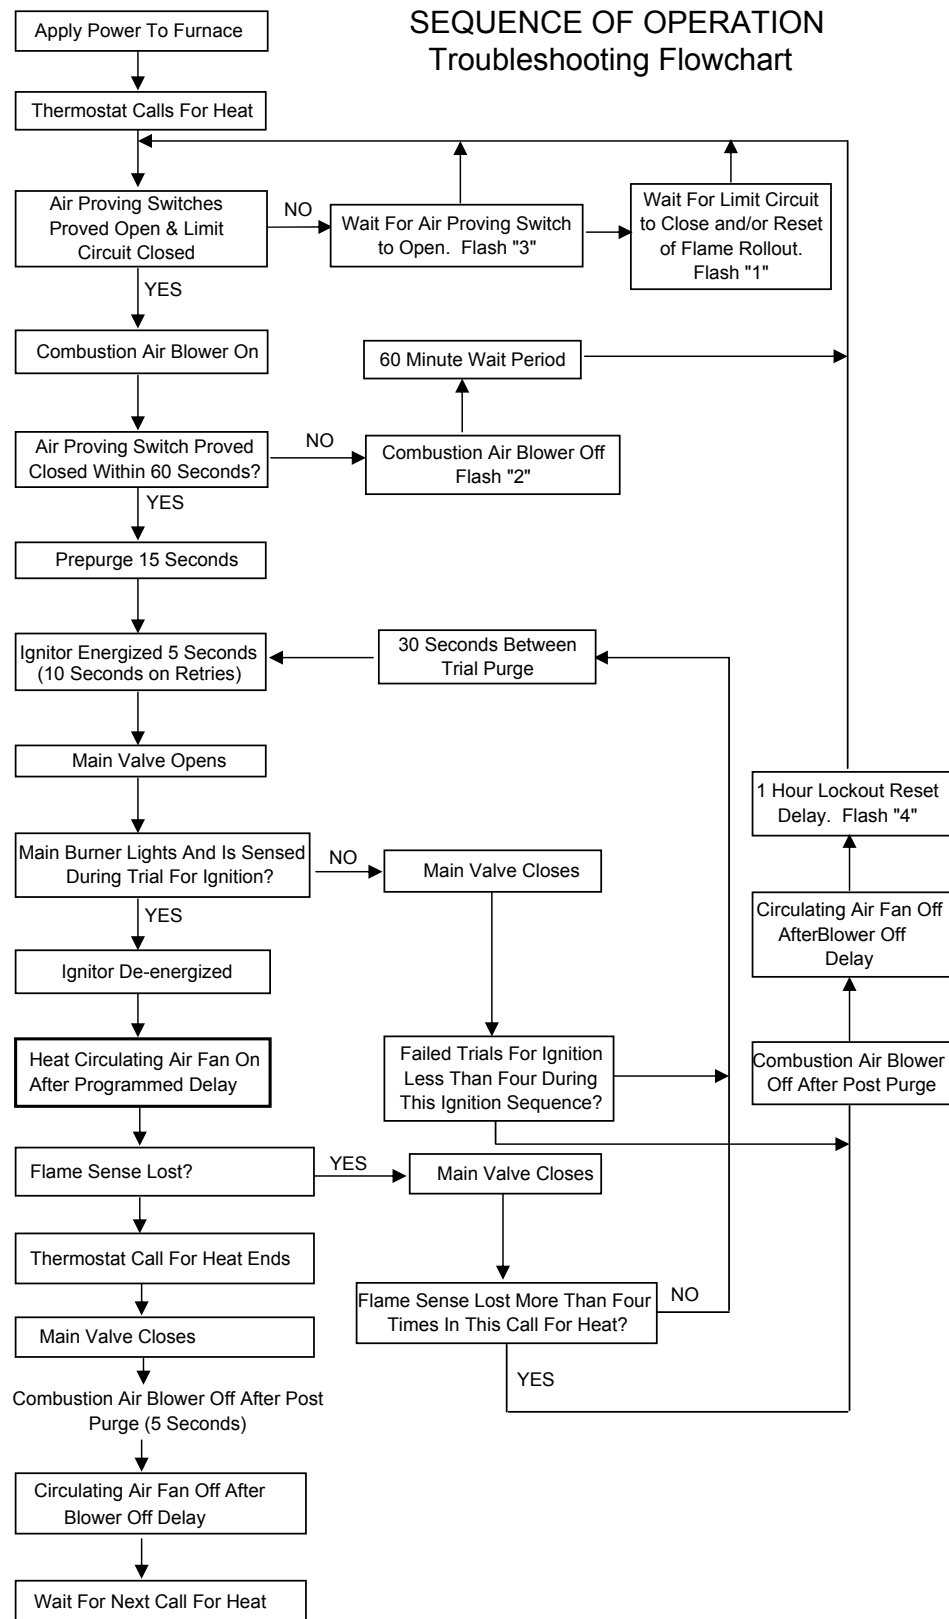 SEQUENCE OF OPERATION
Troubleshooting Flowchart
Apply Power To Furnace
Thermostat Calls For Heat
Air Proving Switches
Proved Open & Limit
Circuit Closed
NO
Wait For Air Proving Switch
to Open.  Flash "3"
Wait For Limit Circuit
to Close and/or Reset
of Flame Rollout.
Flash "1"
YES
Combustion Air Blower On
60 Minute Wait Period
Air Proving Switch Proved
Closed Within 60 Seconds?
NO
Combustion Air Blower Off
Flash "2"
YES
Prepurge 15 Seconds
Ignitor Energized 5 Seconds
(10 Seconds on Retries)
30 Seconds Between
Trial Purge
Main Valve Opens
1 Hour Lockout Reset
Delay.  Flash "4"
Main Burner Lights And Is Sensed
During Trial For Ignition?
NO
Main Valve Closes
YES
Circulating Air Fan Off
AfterBlower Off
Delay
Ignitor De-energized
Heat Circulating Air Fan On
After Programmed Delay
Failed Trials For Ignition
Less Than Four During
This Ignition Sequence?
Combustion Air Blower
Off After Post Purge
Flame Sense Lost?
YES
Main Valve Closes
Thermostat Call For Heat Ends
Flame Sense Lost More Than Four
Times In This Call For Heat?
NO
YES
Main Valve Closes
Combustion Air Blower Off After Post
Purge (5 Seconds)
Circulating Air Fan Off After
Blower Off Delay
Wait For Next Call For Heat